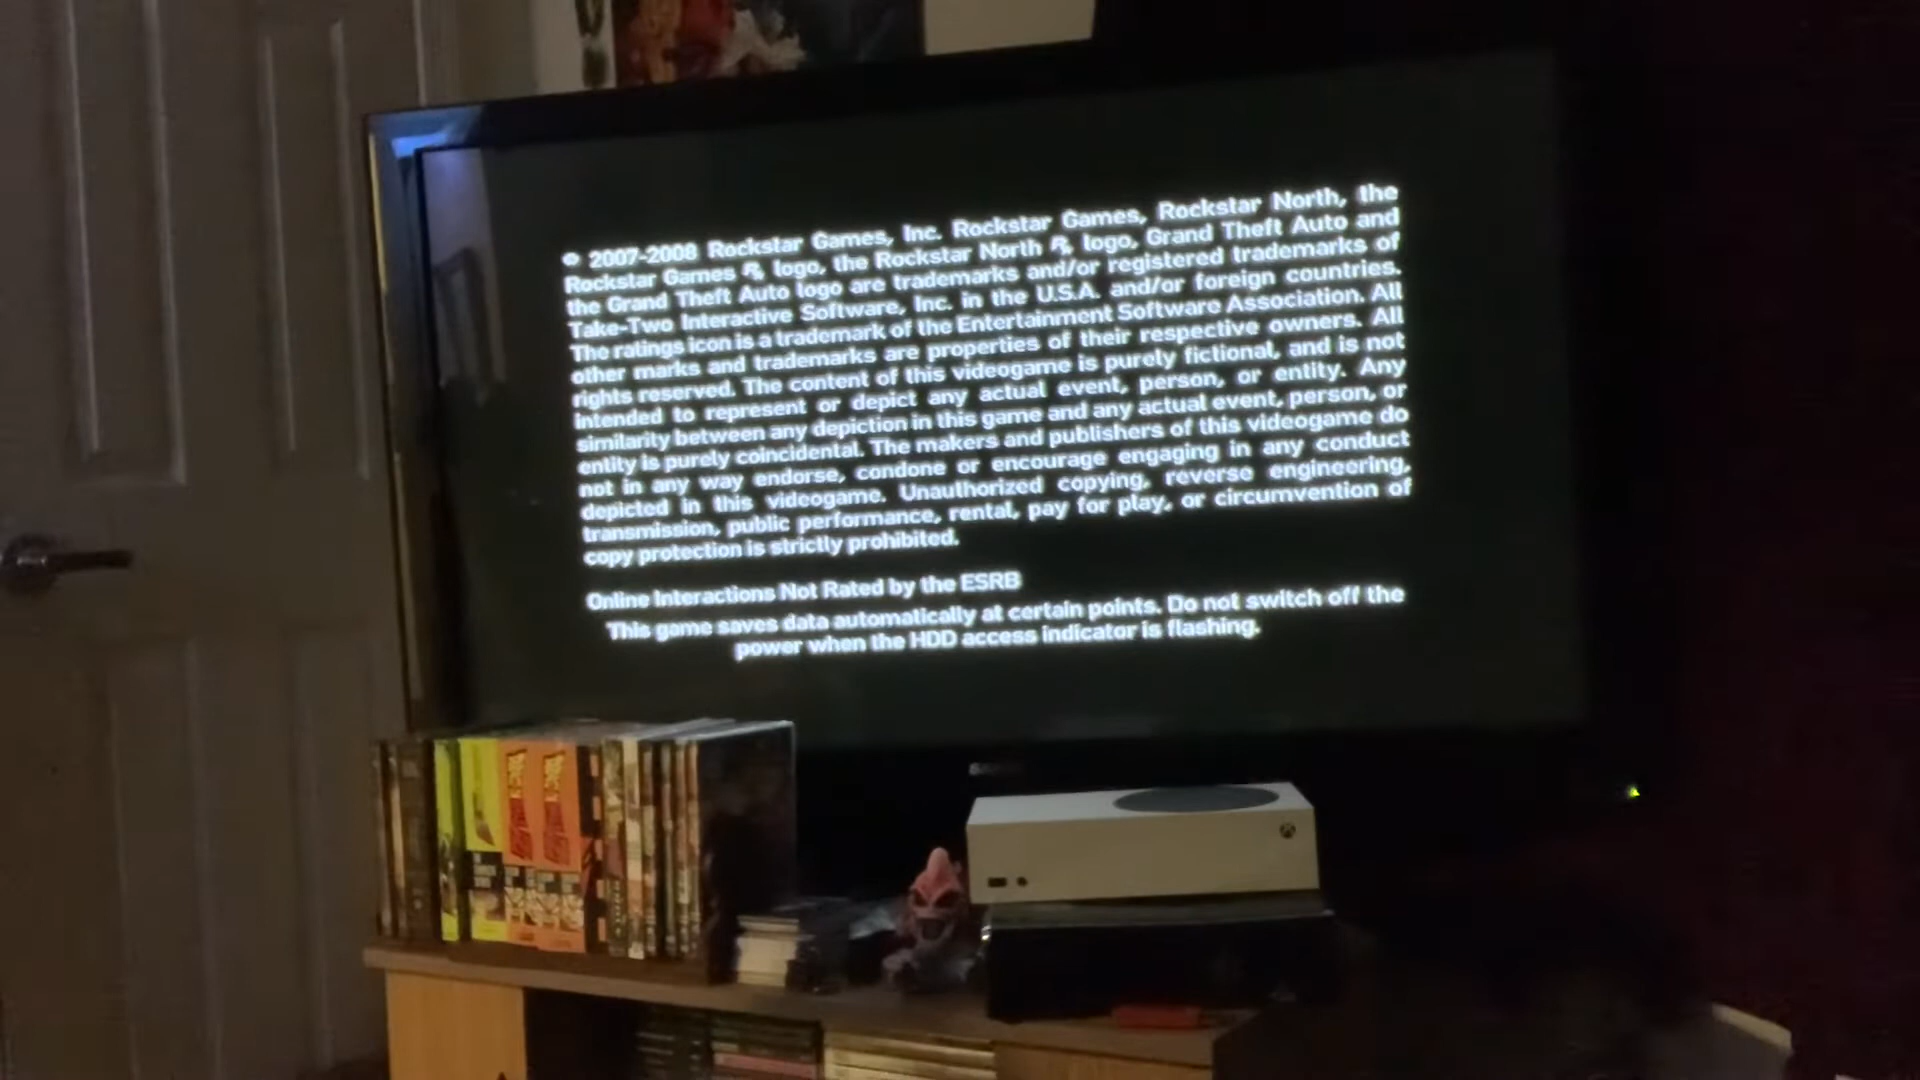 © 2007-2008 Rockstar Games, Inc. Rockstar Games, Rockstar North, the
Rockstar Games R* logo, the Rockstar North R* logo, Grand Theft Auto and
the Grand Theft Auto logo are trademarks and/or registered trademarks of
Take-Two Interactive Software, Inc. in the U.S.A. and/or foreign countries.
The ratings icon is a trademark of the Entertainment Software Association. All
other marks and trademarks are properties of their respective owners. All
rights reserved. The content of this videogame is purely fictional, and is not
intended to represent or depict any actual event, person, or entity. Any
similarity between any depiction in this game and any actual event, person, or
entity is purely coincidental. The makers and publishers of this videogame do
not in any way endorse, condone or encourage engaging in any conduct
depicted in this videogame. Unauthorized copying, reverse engineering,
transmission, public performance, rental, pay for play, or circumvention of
copy protection is strictly prohibited.
Online Interactions Not Rated by the ESRB
This game saves data automatically at certain points. Do not switch off the
power when the HDD access indicator is flashing.